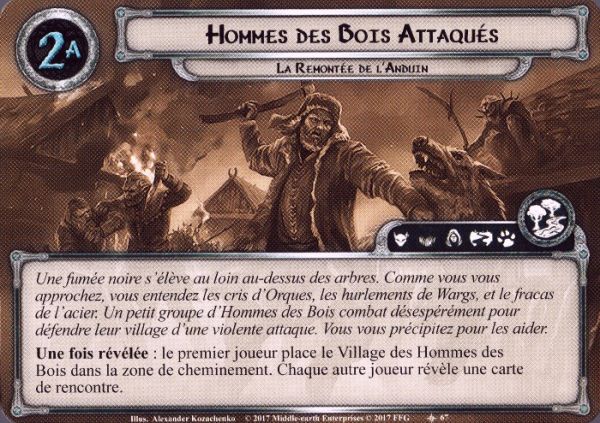 2A
Hommes des Bois Attaqués
La Remontée de l'Anduin
Une fumée noire s'élève au loin au-dessus des arbres. Comme vous vous
approchez, vous entendez les cris d'Orques, les hurlements de Wargs, et le fracas
de l'acier. Un petit groupe d'Hommes des Bois combat désespérément pour
défendre leur village d'une violente attaque. Vous vous précipitez pour les aider.
Une fois révélée : le premier joueur place le Village des Hommes des
Bois dans la zone de cheminement. Chaque autre joueur révèle une carte
de rencontre.
Illus. Alexander Kozachenko © 2017 Middle-earth Enterprises © 2017 FFG 67